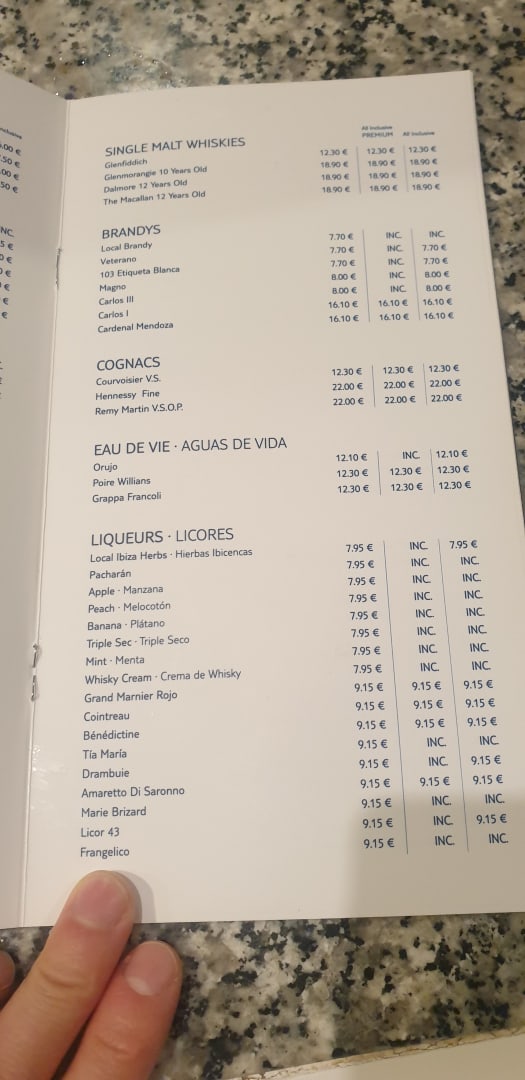 All Inclusive PREMIUM All Inclusive
SINGLE MALT WHISKIES
Glenfiddich 12.30 € 12.30 € 12.30 €
Glenmorangie 10 Years Old 18.90 € 18.90 € 18.90 €
Dalmore 12 Years Old 18.90 € 18.90 € 18.90 €
The Macallan 12 Years Old 18.90 € 18.90 € 18.90 €
BRANDYS
Local Brandy 7.70 € INC. INC.
Veterano 7.70 € INC. 7.70 €
103 Etiqueta Blanca 7.70 € INC. 7.70 €
Magno 8.00 € INC. 8.00 €
Carlos III 8.00 € INC. 8.00 €
Carlos I 16.10 € 16.10 € 16.10 €
Cardenal Mendoza 16.10 € 16.10 € 16.10 €
COGNACS
Courvoisier V.S. 12.30 € 12.30 € 12.30 €
Hennessy Fine 22.00 € 22.00 € 22.00 €
Remy Martin V.S.O.P. 22.00 € 22.00 € 22.00 €
EAU DE VIE · AGUAS DE VIDA
Orujo 12.10 € INC. 12.10 €
Poire Willians 12.30 € 12.30 € 12.30 €
Grappa Francoli 12.30 € 12.30 € 12.30 €
LIQUEURS · LICORES
Local Ibiza Herbs · Hierbas Ibicencas 7.95 € INC. 7.95 €
Pacharán 7.95 € INC. INC.
Apple · Manzana 7.95 € INC. INC.
Peach · Melocotón 7.95 € INC. INC.
Banana · Plátano 7.95 € INC. INC.
Triple Sec · Triple Seco 7.95 € INC. INC.
Mint · Menta 7.95 € INC. INC.
Whisky Cream · Crema de Whisky 7.95 € INC. INC.
Grand Marnier Rojo 9.15 € 9.15 € 9.15 €
Cointreau 9.15 € 9.15 € 9.15 €
Bénédictine 9.15 € 9.15 € 9.15 €
Tía María 9.15 € INC. INC.
Drambuie 9.15 € INC. 9.15 €
Amaretto Di Saronno 9.15 € 9.15 € 9.15 €
Marie Brizard 9.15 € INC. INC.
Licor 43 9.15 € INC. 9.15 €
Frangelico 9.15 € INC. INC.